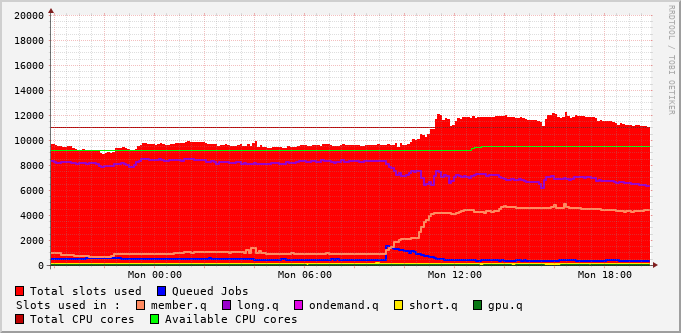 RRDTOOL / TOBI OETIKER
20000
18000
16000
14000
12000
10000
8000
6000
4000
2000
0
Mon 00:00 Mon 06:00 Mon 12:00 Mon 18:00
Total slots used Queued Jobs
Slots used in : member.q long.q ondemand.q short.q gpu.q
Total CPU cores Available CPU cores